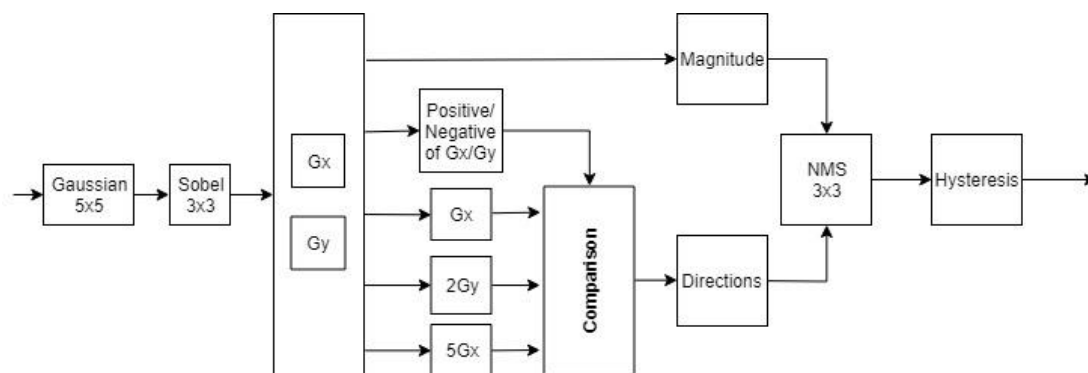 Gaussian
5x5
Sobel
3x3
Gx
Gy
Positive/
Negative
of Gx/Gy
Gx
2Gy
5Gx
Comparison
Magnitude
Directions
NMS
3x3
Hysteresis